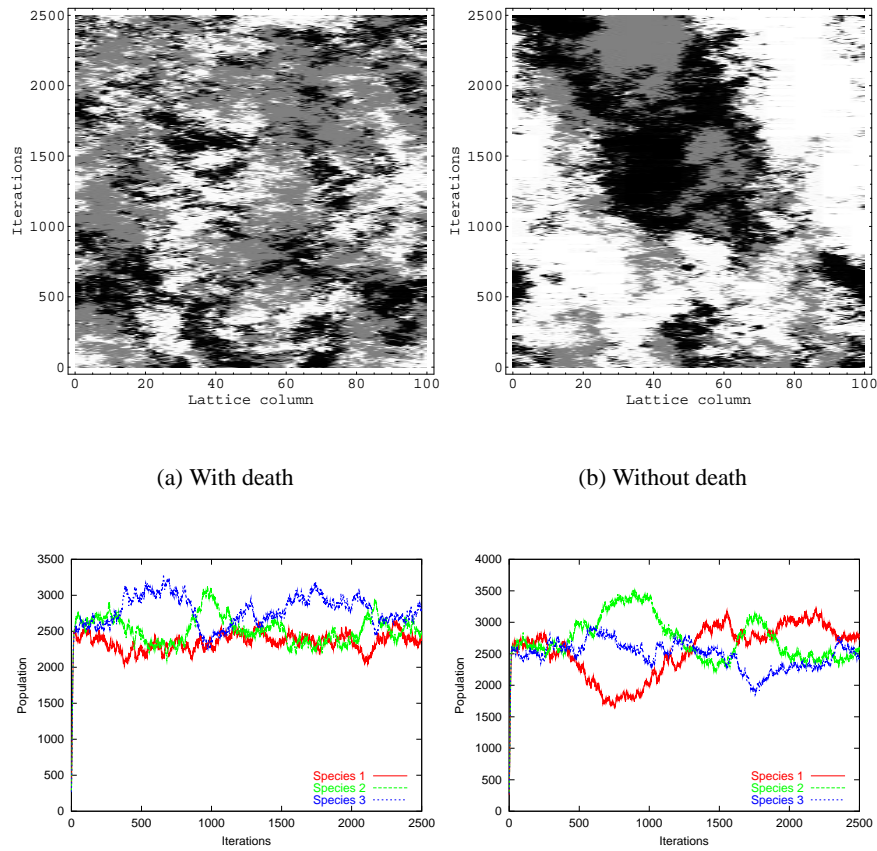 2500
2000
1500
1000
500
0
Iterations
0 20 40 60 80 100
Lattice column
2500
2000
1500
1000
500
0
Iterations
0 20 40 60 80 100
Lattice column
(a) With death
(b) Without death
3500
3000
2500
2000
1500
1000
500
0
Population
0 500 1000 1500 2000 2500
Iterations
Species 1
Species 2
Species 3
4000
3500
3000
2500
2000
1500
1000
500
0
Population
0 500 1000 1500 2000 2500
Iterations
Species 1
Species 2
Species 3